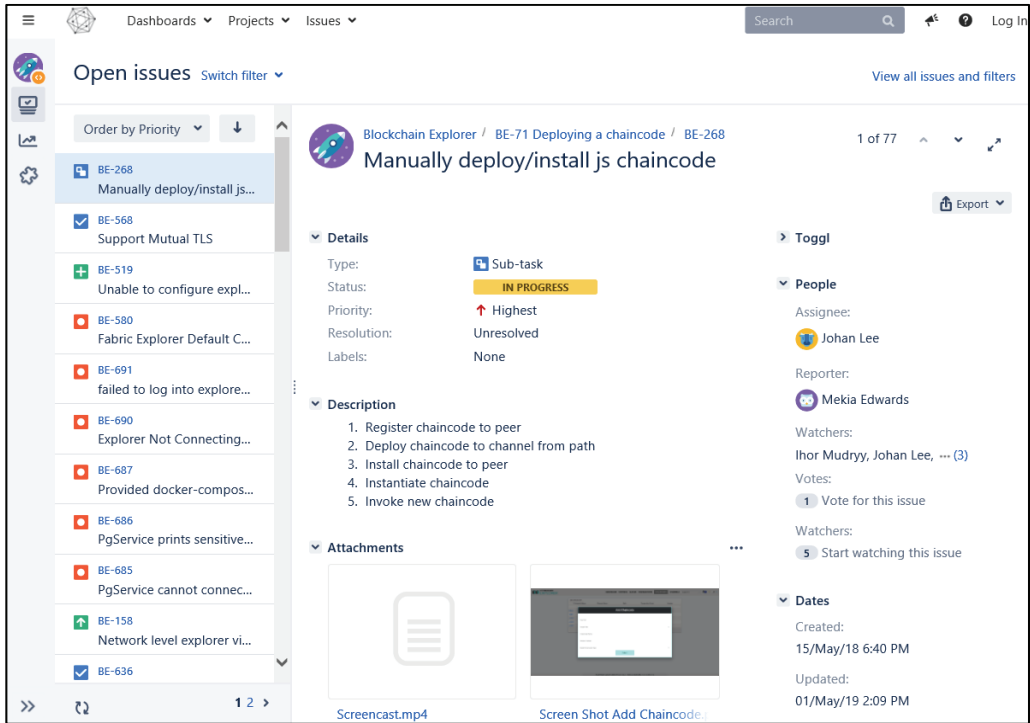 Dashboards Projects Issues Search Log In
Open issues Switch filter View all issues and filters
Order by Priority
BE-268
Manually deploy/install js...
BE-568
Support Mutual TLS
BE-519
Unable to configure expl...
BE-580
Fabric Explorer Default C...
BE-691
failed to log into explore...
BE-690
Explorer Not Connecting...
BE-687
Provided docker-compos...
BE-686
PgService prints sensitive...
BE-685
PgService cannot connec...
BE-158
Network level explorer vi...
BE-636
1 2 >
Blockchain Explorer / BE-71 Deploying a chaincode / BE-268
Manually deploy/install js chaincode
1 of 77
Export
Details
Type: Sub-task
Status: IN PROGRESS
Priority: Highest
Resolution: Unresolved
Labels: None
Description
1. Register chaincode to peer
2. Deploy chaincode to channel from path
3. Install chaincode to peer
4. Instantiate chaincode
5. Invoke new chaincode
Attachments
Screencast.mp4
Screen Shot Add Chaincode.
Toggl
People
Assignee:
Johan Lee
Reporter:
Mekia Edwards
Watchers:
Ihor Mudryy, Johan Lee, ... (3)
Votes:
1 Vote for this issue
Watchers:
5 Start watching this issue
Dates
Created:
15/May/18 6:40 PM
Updated:
01/May/19 2:09 PM